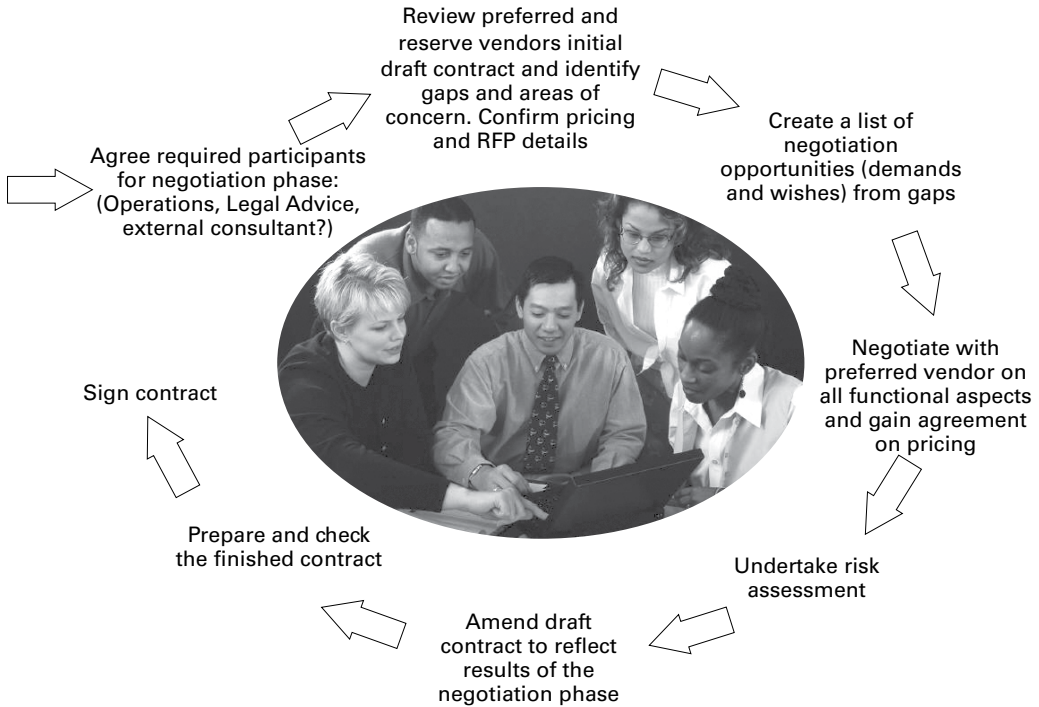 Review preferred and
reserve vendors initial
draft contract and identify
gaps and areas of
concern. Confirm pricing
and RFP details
Create a list of
negotiation
opportunities (demands
and wishes) from gaps
Agree required participants
for negotiation phase:
(Operations, Legal Advice,
external consultant?)
Negotiate with
preferred vendor on
all functional aspects
and gain agreement
on pricing
Sign contract
Prepare and check
the finished contract
Undertake risk
assessment
Amend draft
contract to reflect
results of the
negotiation phase